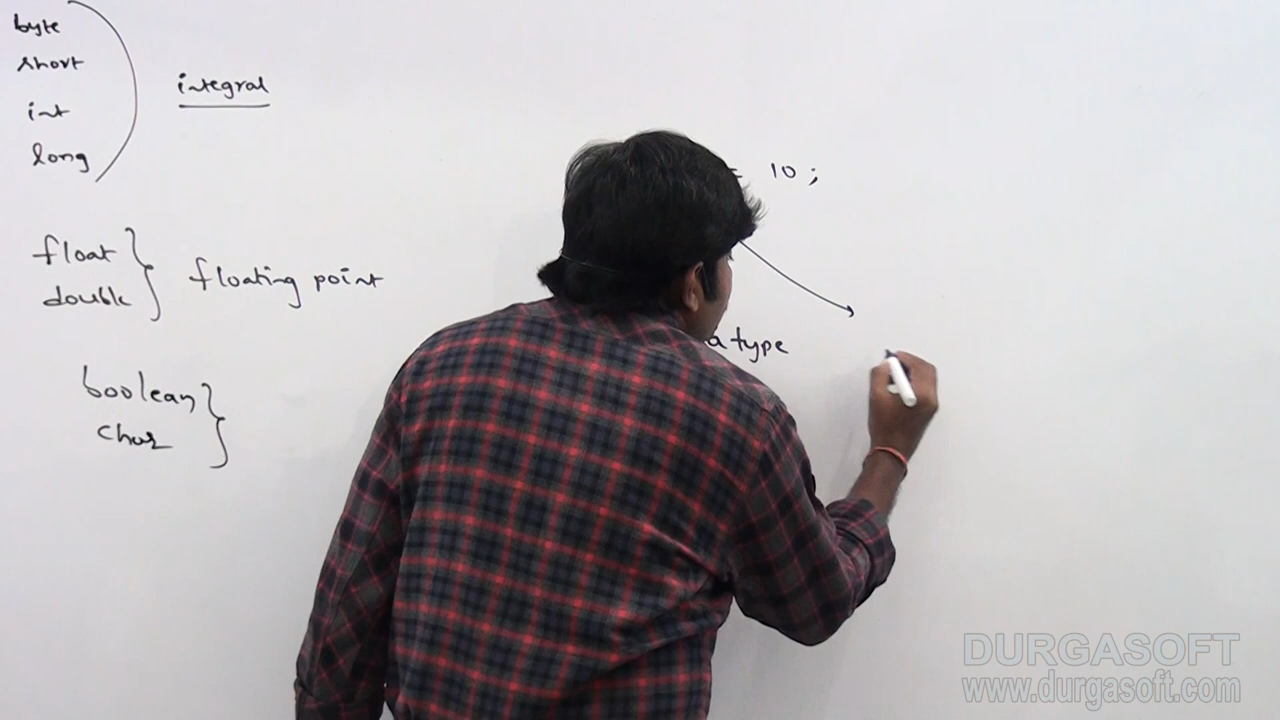 byte
short
int
long
integral
10 ;
float
double
floating point
a type
boolean
char
DURGASOFT
www.durgasoft.com